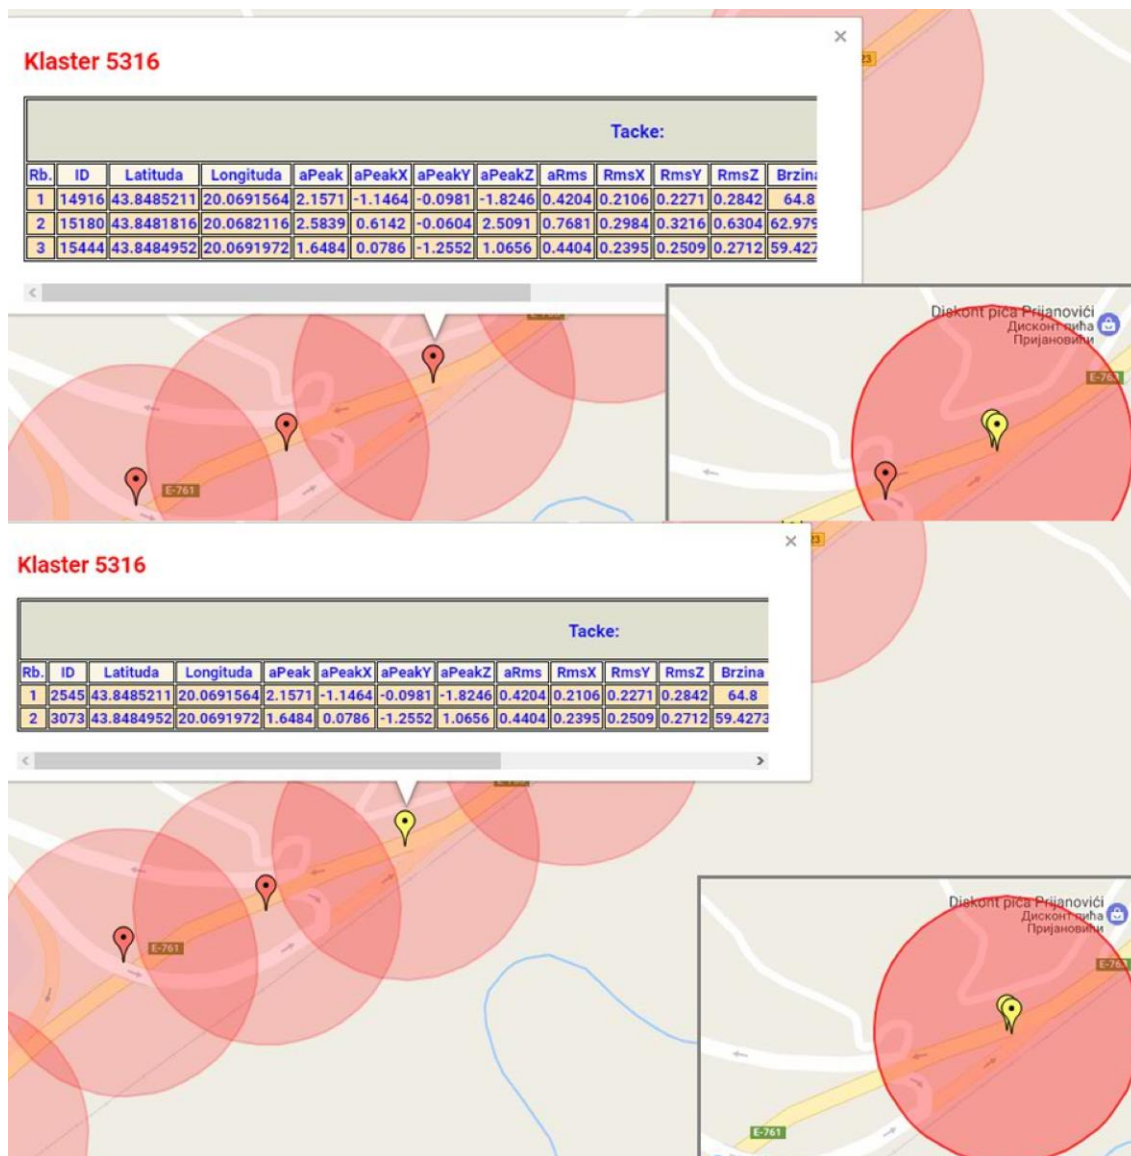 ×
23
Klaster 5316
Tacke:
Rb. ID Latituda Longituda aPeak aPeakX aPeakY aPeakZ aRms RmsX RmsY RmsZ
1 14916 43.8485211 20.0691564 2.1571 -1.1464 -0.0981 -1.8246 0.4204 0.2106 0.2271 0.2842 64.8
2 15180 43.8481816 20.0682116 2.5839 0.6142 -0.0604 2.5091 0.7681 0.2984 0.3216 0.6304 62.979
3 15444 43.8484952 20.0691972 1.6484 0.0786 -1.2552 1.0656 0.4404 0.2395 0.2509 0.2712 59.427
Diskont pića Prijanovići
Дисконт пића
Пријановићи
E-761
×
23
Klaster 5316
Tacke:
Rb. ID Latituda Longituda aPeak aPeakX aPeakY aPeakZ aRms RmsX RmsY RmsZ Brzina
1 2545 43.8485211 20.0691564 2.1571 -1.1464 -0.0981 -1.8246 0.4204 0.2106 0.2271 0.2842 64.8
2 3073 43.8484952 20.0691972 1.6484 0.0786 -1.2552 1.0656 0.4404 0.2395 0.2509 0.2712 59.4273
Diskont pića Prijanovići
Дисконт пића
Пријановићи
E-761
E-761